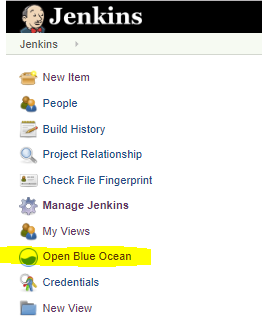 Jenkins
Jenkins
New Item
People
Build History
Project Relationship
Check File Fingerprint
Manage Jenkins
My Views
Open Blue Ocean
Credentials
New View